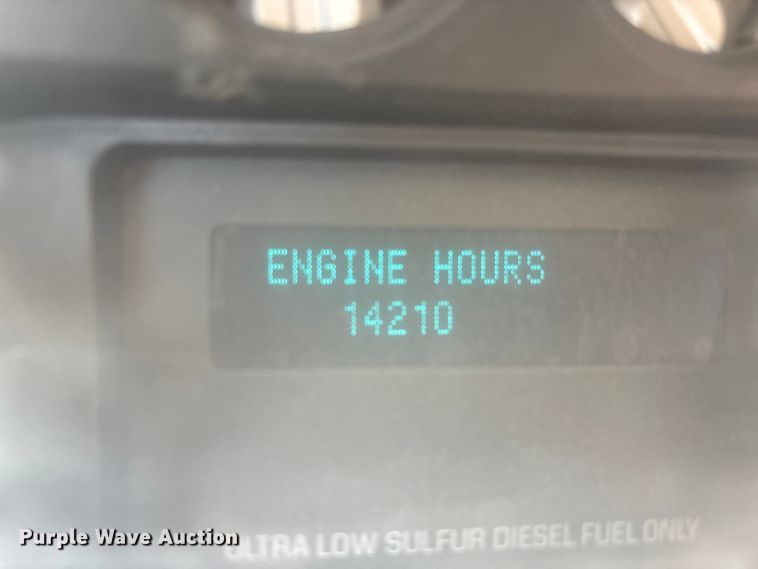 ENGINE HOURS
14210
ULTRA LOW SULFUR DIESEL FUEL ONLY
Purple Wave Auction